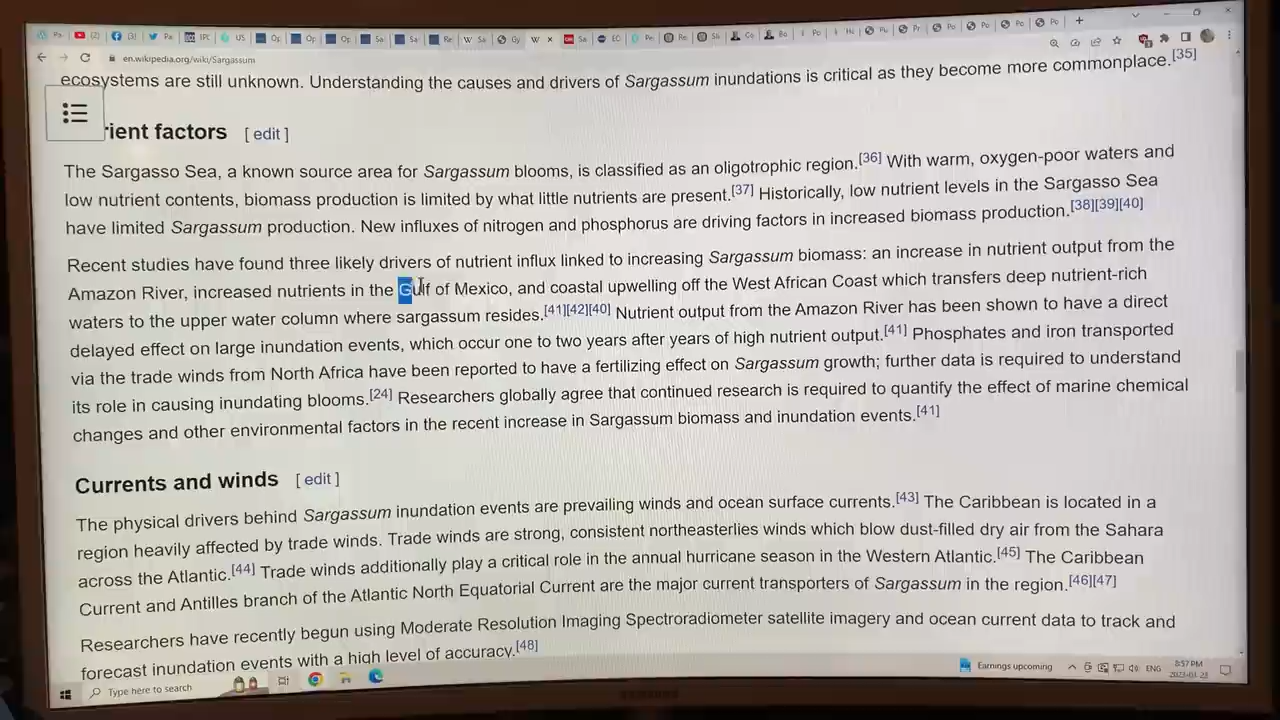 en.wikipedia.org/wiki/Sargassum
ecosystems are still unknown. Understanding the causes and drivers of Sargassum inundations is critical as they become more commonplace.[35]
rient factors [ edit ]
The Sargasso Sea, a known source area for Sargassum blooms, is classified as an oligotrophic region.[36] With warm, oxygen-poor waters and
low nutrient contents, biomass production is limited by what little nutrients are present.[37] Historically, low nutrient levels in the Sargasso Sea
have limited Sargassum production. New influxes of nitrogen and phosphorus are driving factors in increased biomass production.[38][39][40]
Recent studies have found three likely drivers of nutrient influx linked to increasing Sargassum biomass: an increase in nutrient output from the
Amazon River, increased nutrients in the Gulf of Mexico, and coastal upwelling off the West African Coast which transfers deep nutrient-rich
waters to the upper water column where sargassum resides.[41][42][40] Nutrient output from the Amazon River has been shown to have a direct
delayed effect on large inundation events, which occur one to two years after years of high nutrient output.[41] Phosphates and iron transported
via the trade winds from North Africa have been reported to have a fertilizing effect on Sargassum growth; further data is required to understand
its role in causing inundating blooms.[24] Researchers globally agree that continued research is required to quantify the effect of marine chemical
changes and other environmental factors in the recent increase in Sargassum biomass and inundation events.[41]
Currents and winds [ edit ]
The physical drivers behind Sargassum inundation events are prevailing winds and ocean surface currents.[43] The Caribbean is located in a
region heavily affected by trade winds. Trade winds are strong, consistent northeasterlies winds which blow dust-filled dry air from the Sahara
across the Atlantic.[44] Trade winds additionally play a critical role in the annual hurricane season in the Western Atlantic.[45] The Caribbean
Current and Antilles branch of the Atlantic North Equatorial Current are the major current transporters of Sargassum in the region.[46][47]
Researchers have recently begun using Moderate Resolution Imaging Spectroradiometer satellite imagery and ocean current data to track and
forecast inundation events with a high level of accuracy.[48]
Type here to search
Earnings upcoming
ENG
8:57 PM
2023-01-23
SAMSUNG